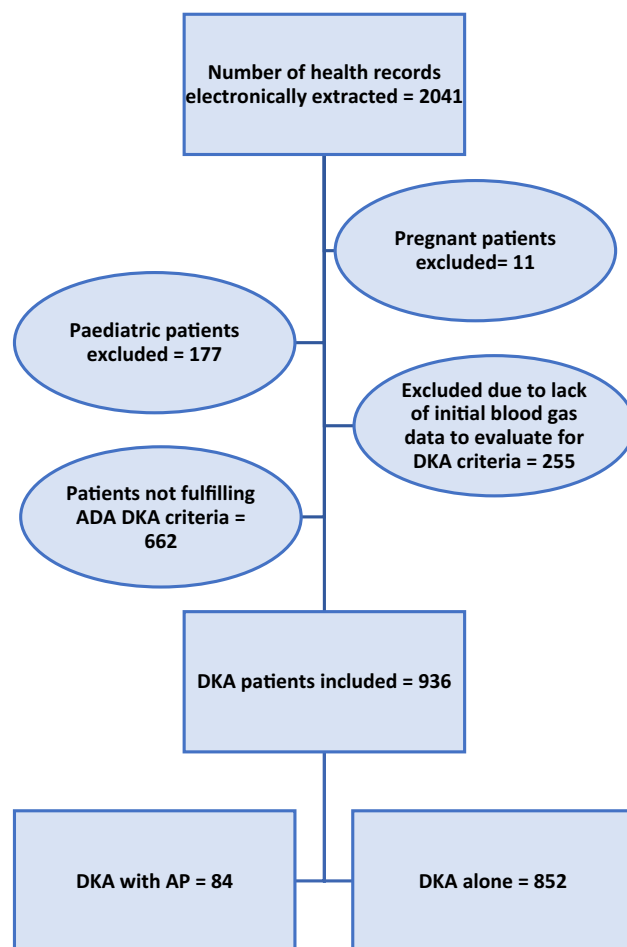 Number of health records
electronically extracted = 2041
Pregnant patients
excluded= 11
Paediatric patients
excluded = 177
Excluded due to lack
of initial blood gas
data to evaluate for
DKA criteria = 255
Patients not fulfilling
ADA DKA criteria =
662
DKA patients included = 936
DKA with AP = 84
DKA alone = 852